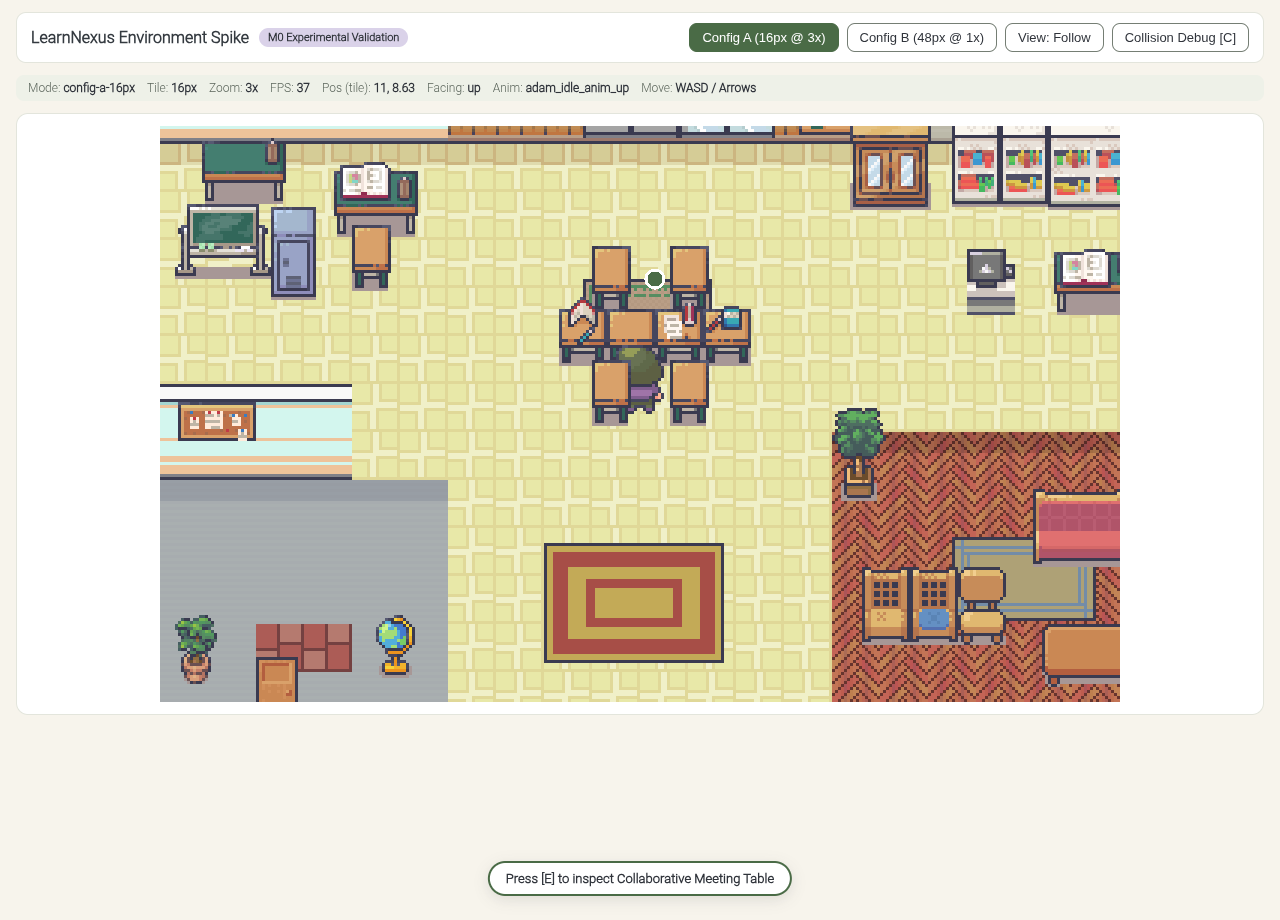 LearnNexus Environment Spike
M0 Experimental Validation
Config A (16px @ 3x)
Config B (48px @ 1x)
View: Follow
Collision Debug [C]
Mode: config-a-16px Tile: 16px Zoom: 3x FPS: 37 Pos (tile): 11, 8.63 Facing: up Anim: adam_idle_anim_up Move: WASD / Arrows
Press [E] to inspect Collaborative Meeting Table